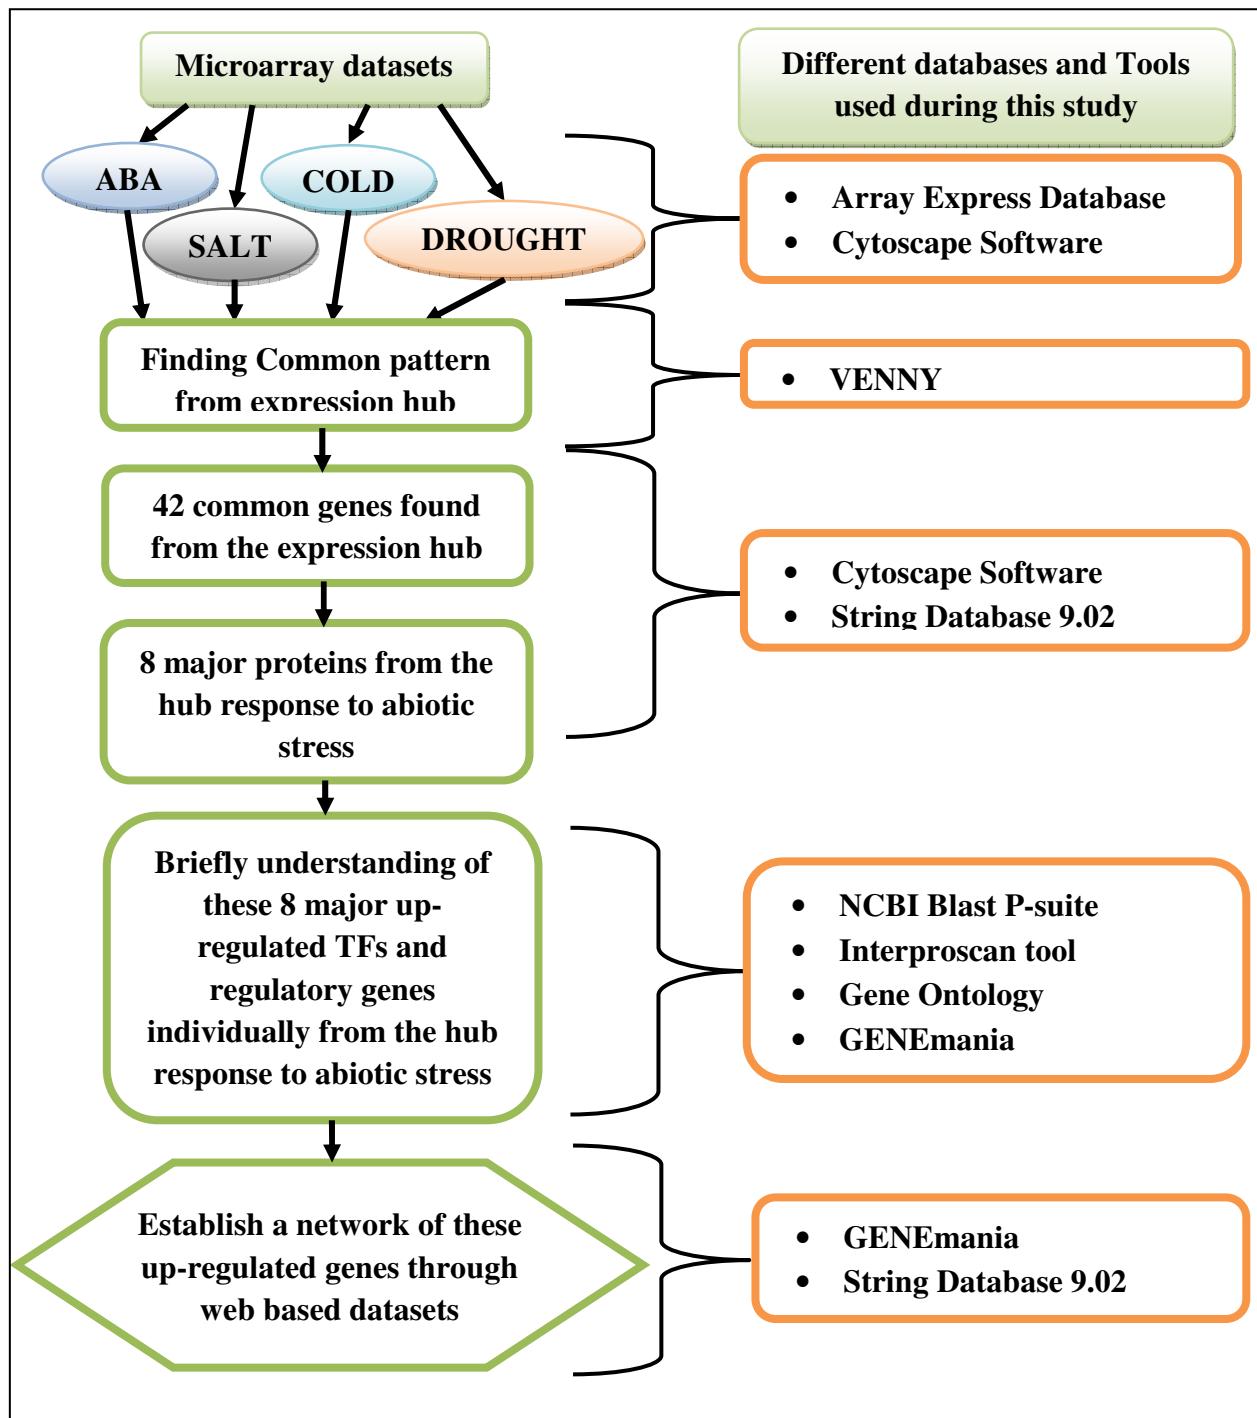 Microarray datasets
ABA
SALT
COLD
DROUGHT
Finding Common pattern
from expression hub
42 common genes found
from the expression hub
8 major proteins from the
hub response to abiotic
stress
Briefly understanding of
these 8 major up-
regulated TFs and
regulatory genes
individually from the hub
response to abiotic stress
Establish a network of these
up-regulated genes through
web based datasets
Different databases and Tools
used during this study
• Array Express Database
• Cytoscape Software
• VENNY
• Cytoscape Software
• String Database 9.02
• NCBI Blast P-suite
• Interproscan tool
• Gene Ontology
• GENEmania
• GENEmania
• String Database 9.02